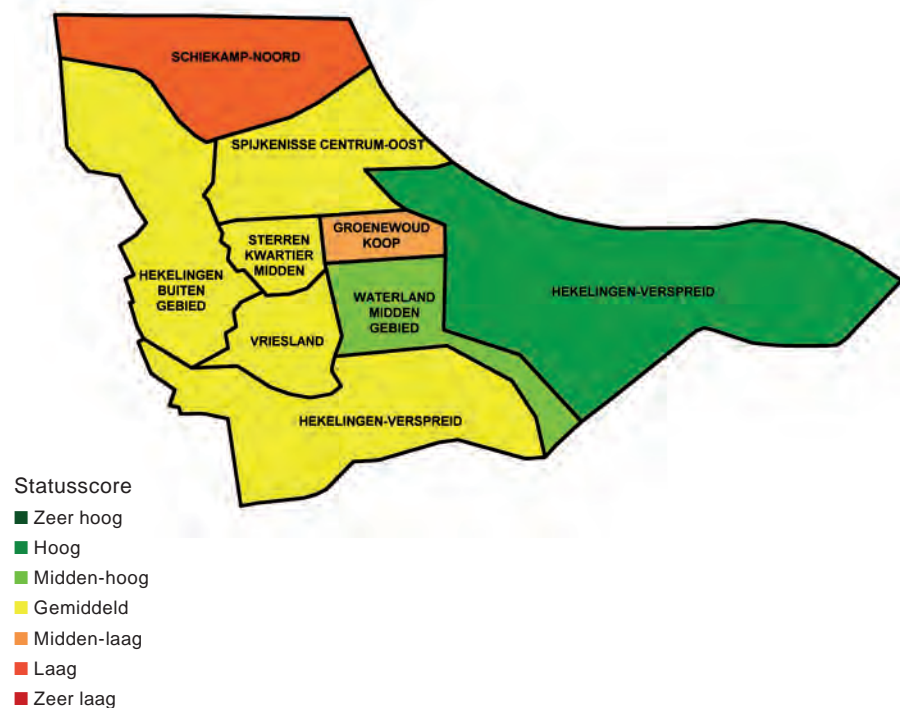 SCHIEKAMP-NOORD
SPIJKENISSE CENTRUM-OOST
GROENEWOUD
KOOP
STERREN
KWARTIER
MIDDEN
HEKELINGEN
BUITEN
GEBIED
WATERLAND
MIDDEN
GEBIED
HEKELINGEN-VERSPREID
VRIESLAND
HEKELINGEN-VERSPREID
Statusscore
Zeer hoog
Hoog
Midden-hoog
Gemiddeld
Midden-laag
Laag
Zeer laag